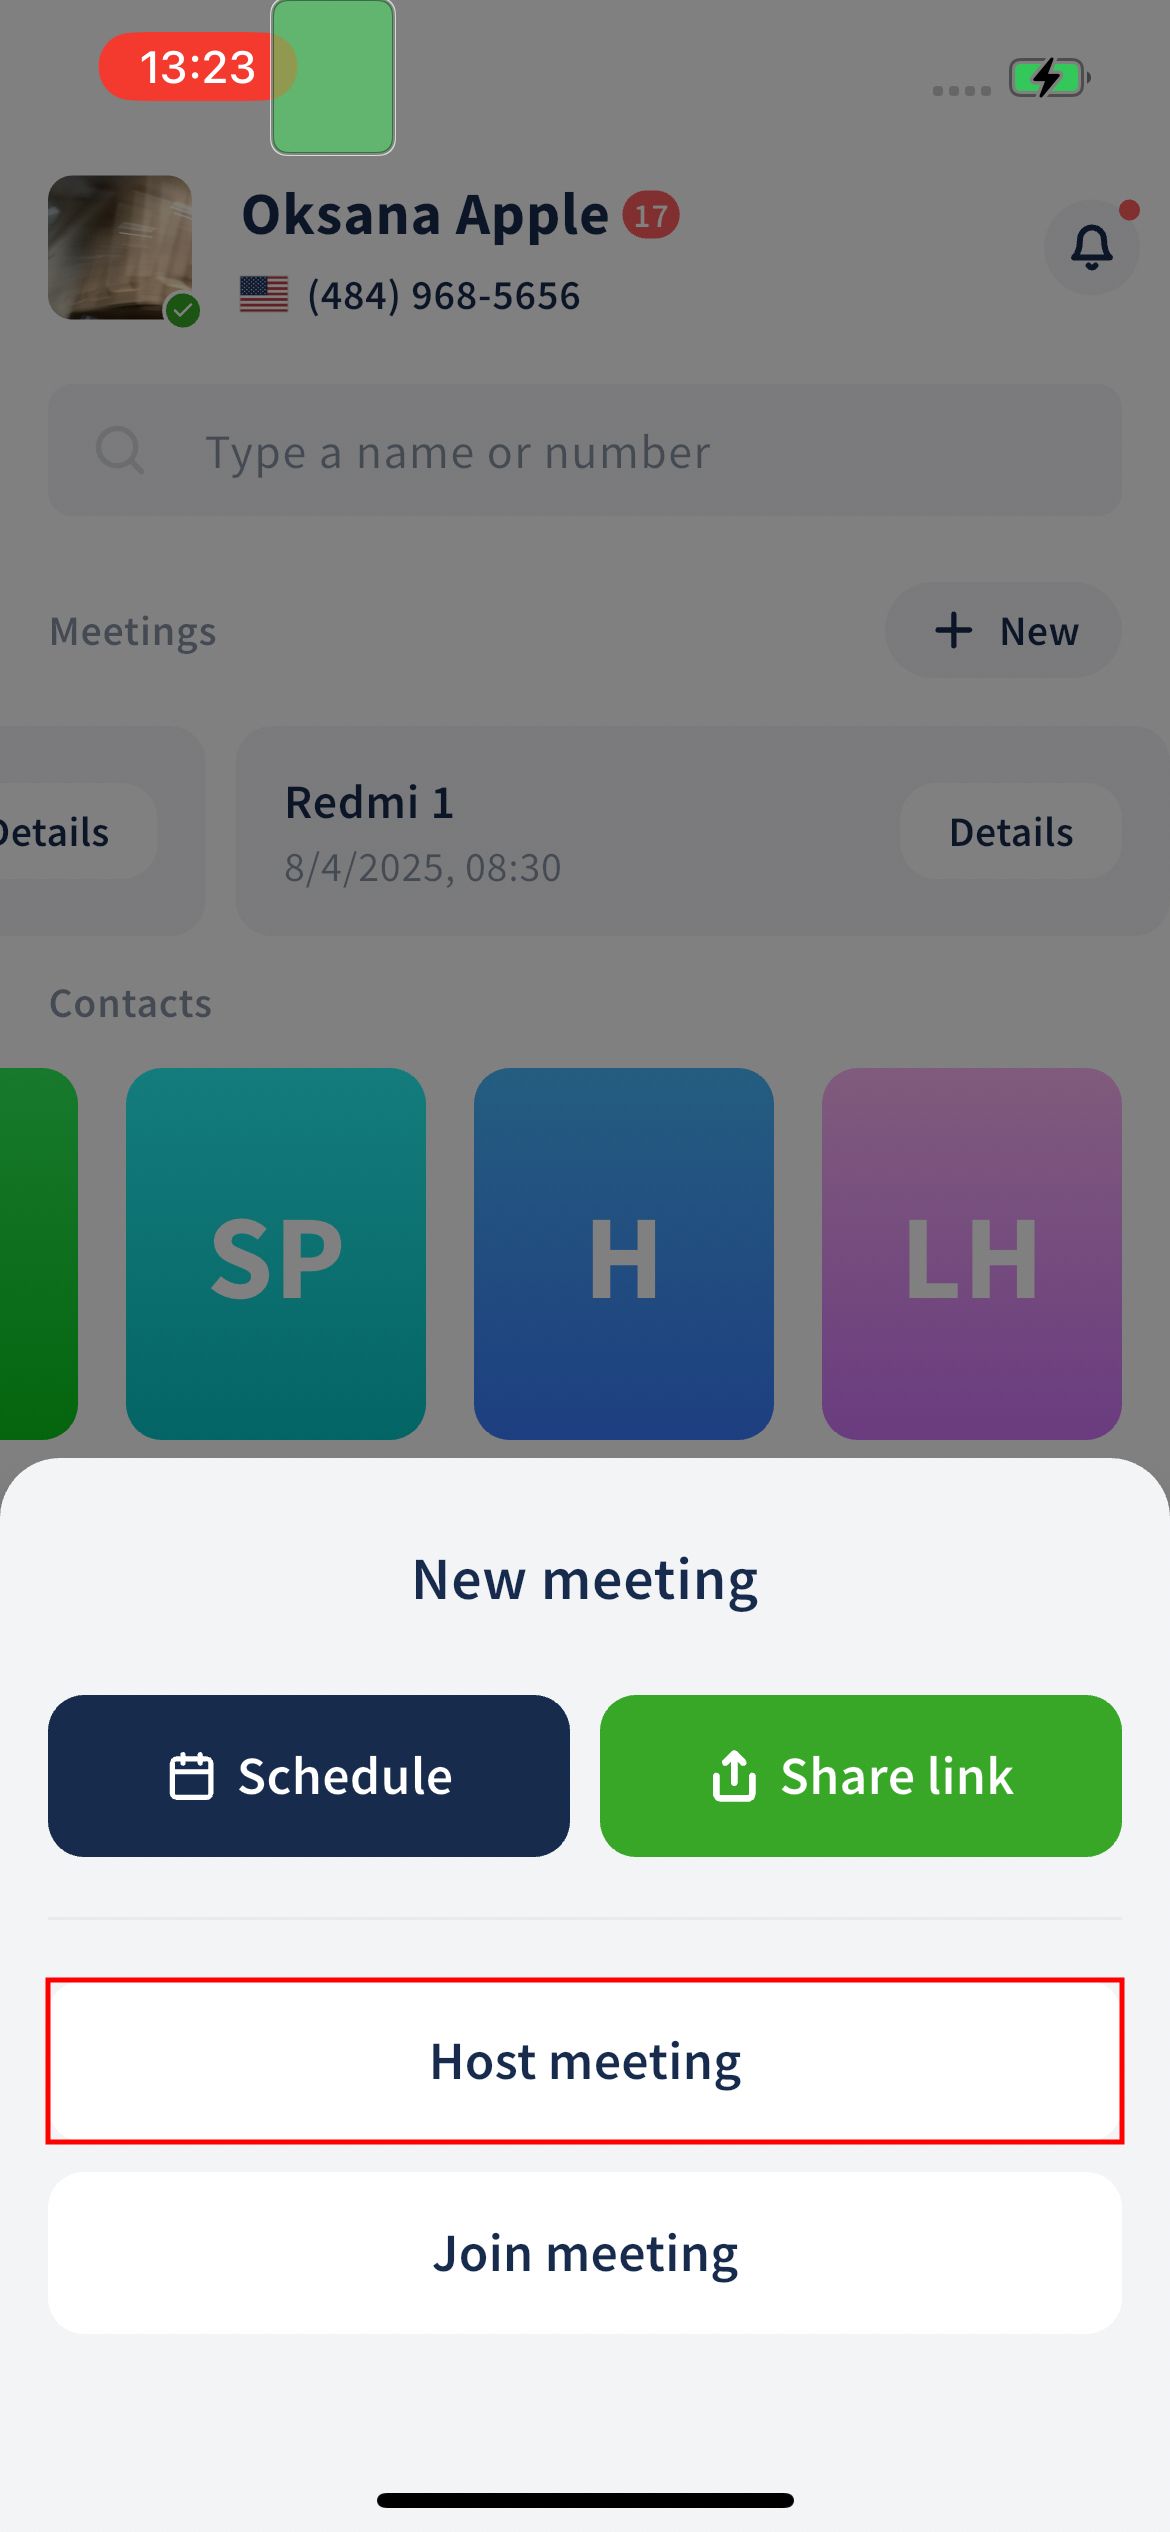 13:23
Oksana Apple 17
(484) 968-5656
Type a name or number
Meetings
New
Details
Redmi 1
8/4/2025, 08:30
Details
Contacts
SP
H
LH
New meeting
Schedule
Share link
Host meeting
Join meeting